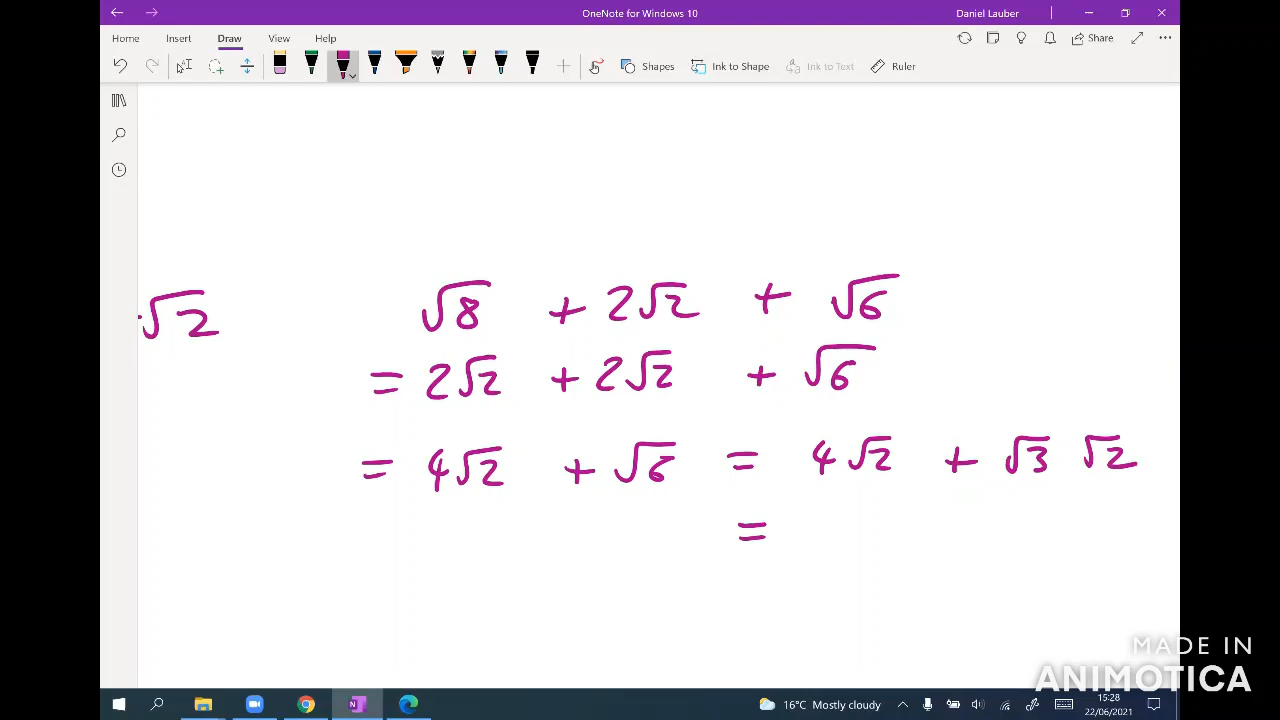 OneNote for Windows 10
Daniel Lauber
Home Insert Draw View Help
Share
Shapes Ink to Shape Ink to Text Ruler
√2
√8 + 2√2 + √6
= 2√2 + 2√2 + √6
= 4√2 + √6 = 4√2 + √3 √2
=
MADE IN
ANIMOTICA
16°C Mostly cloudy
15:28
22/06/2021